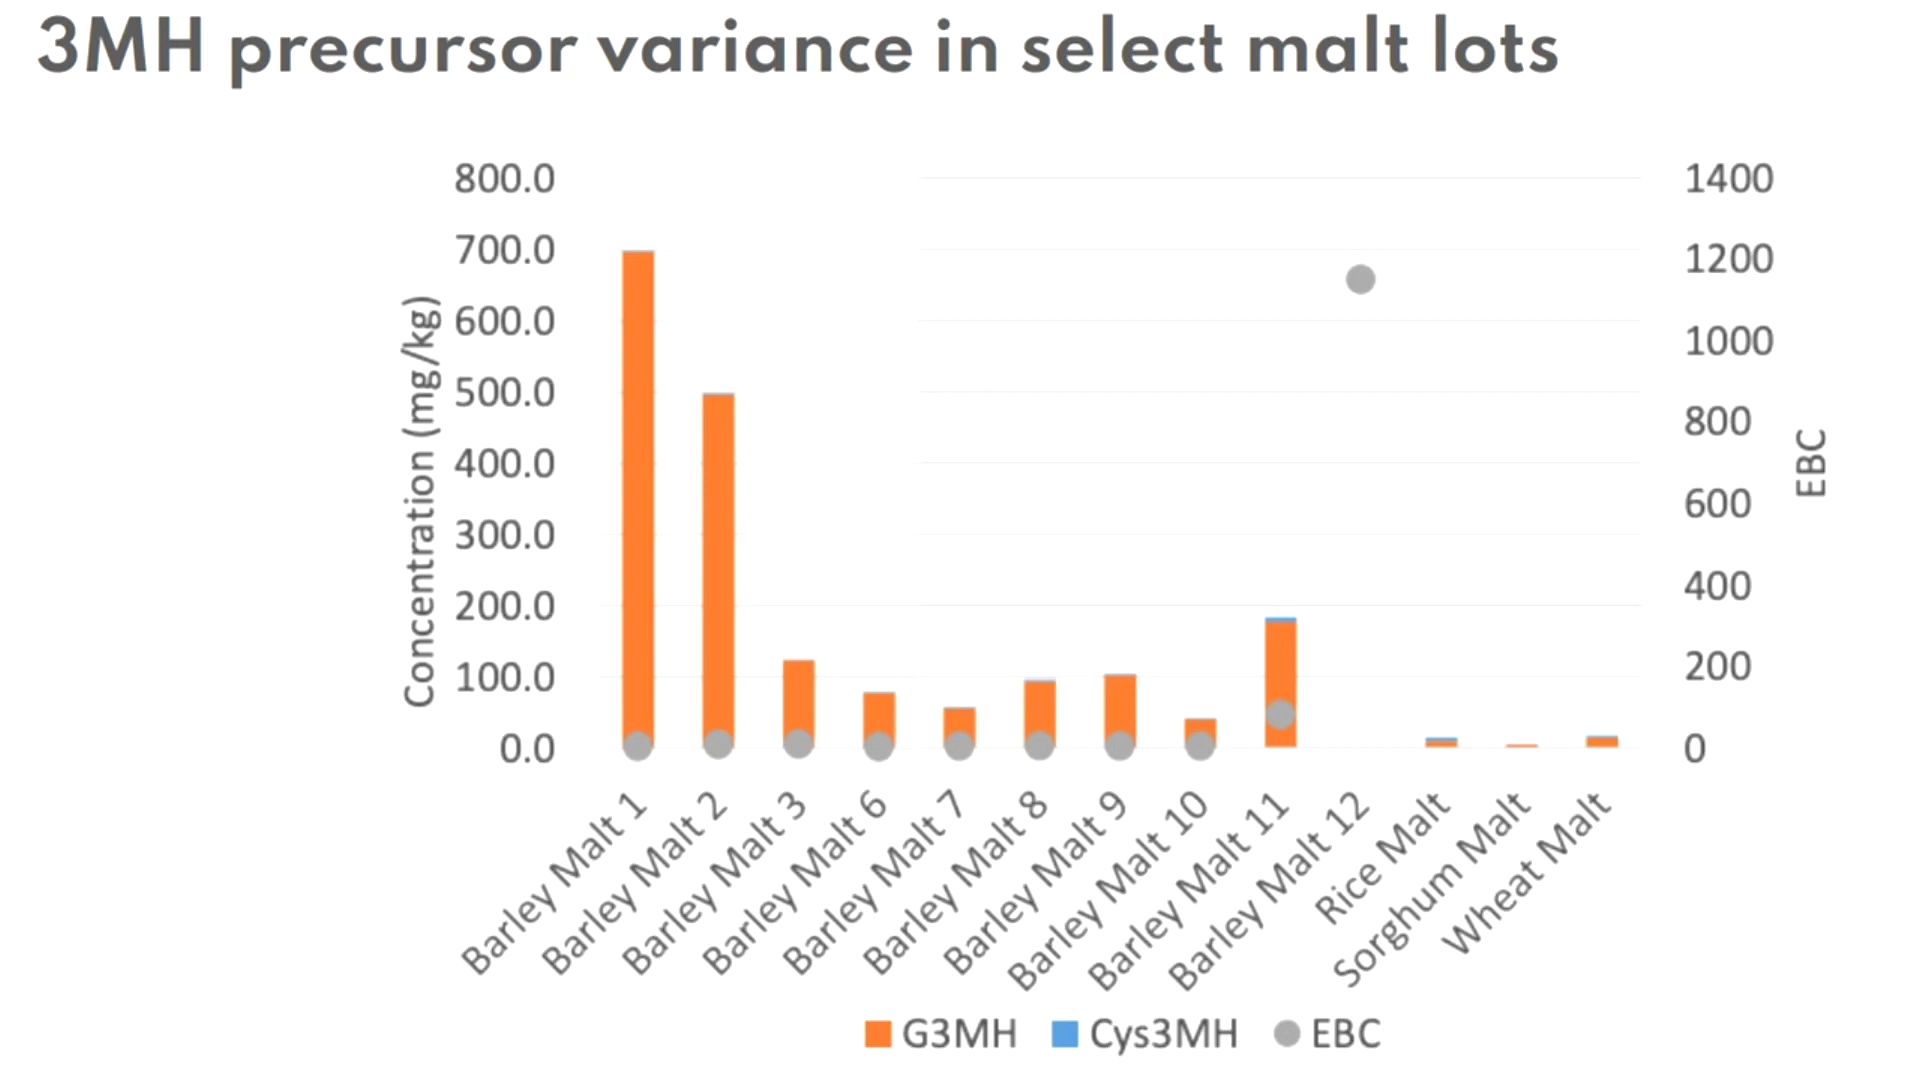 3MH precursor variance in select malt lots
800.0
700.0
600.0
500.0
400.0
300.0
200.0
100.0
0.0
Concentration (mg/kg)
1400
1200
1000
800
600
400
200
0
EBC
Barley Malt 1
Barley Malt 2
Barley Malt 3
Barley Malt 6
Barley Malt 7
Barley Malt 8
Barley Malt 9
Barley Malt 10
Barley Malt 11
Barley Malt 12
Rice Malt
Sorghum Malt
Wheat Malt
G3MH Cys3MH EBC